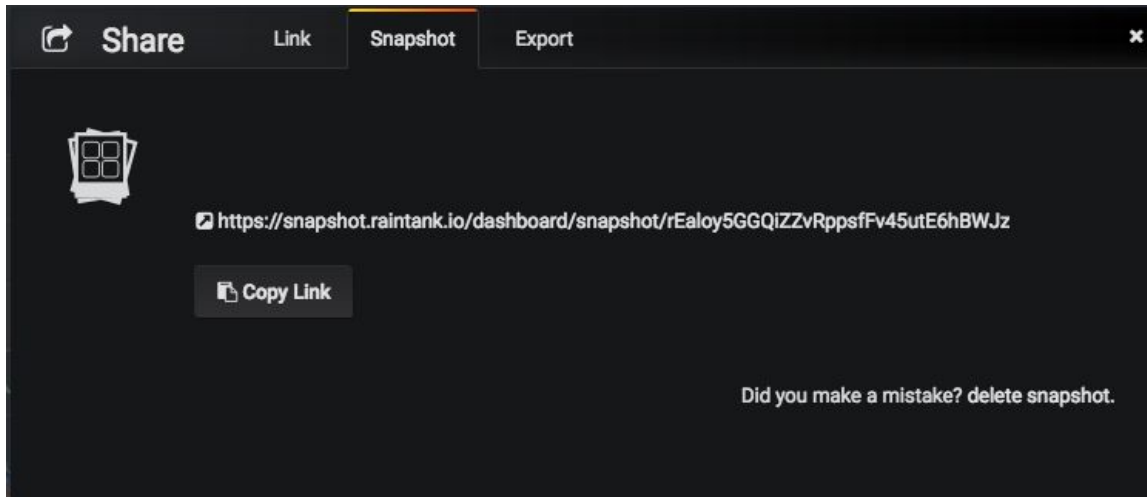 Share Link Snapshot Export
https://snapshot.raintank.io/dashboard/snapshot/rEaloy5GGQiZZvRppsfFv45utE6hBWJz
Copy Link
Did you make a mistake? delete snapshot.